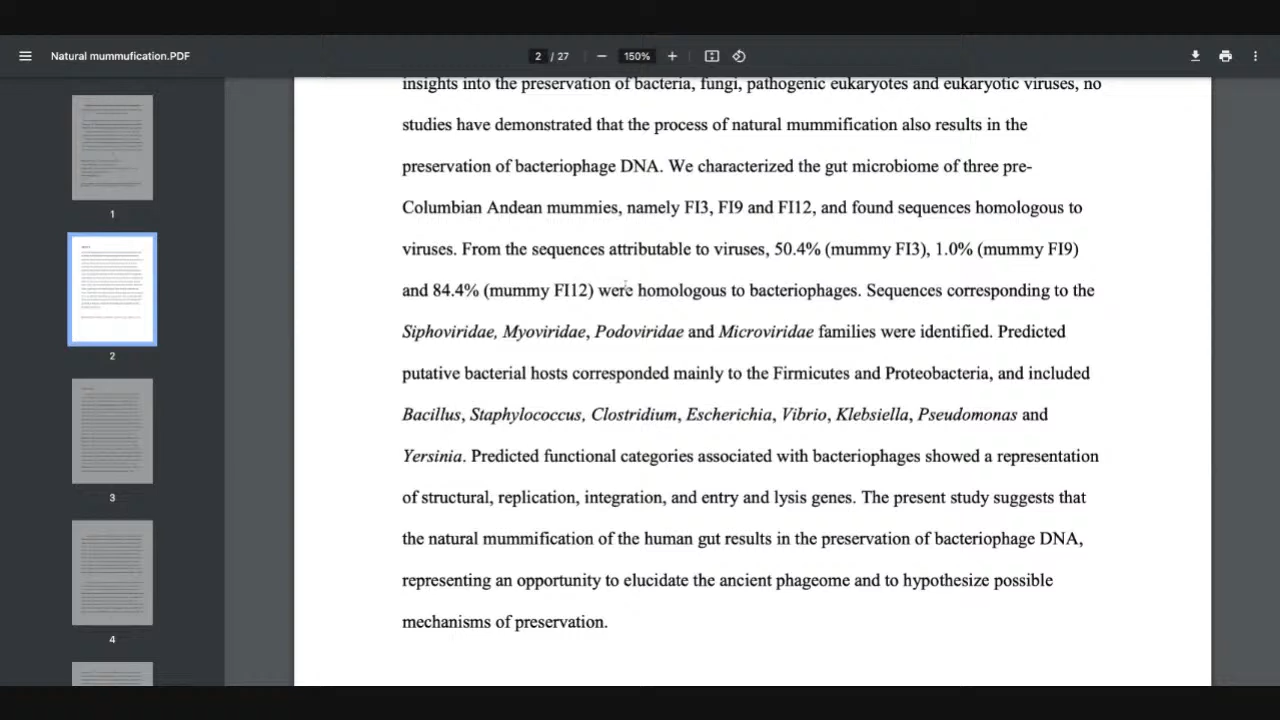 Natural mummufication.PDF
2 / 27
150%
insights into the preservation of bacteria, fungi, pathogenic eukaryotes and eukaryotic viruses, no
studies have demonstrated that the process of natural mummification also results in the
preservation of bacteriophage DNA. We characterized the gut microbiome of three pre-
Columbian Andean mummies, namely FI3, FI9 and FI12, and found sequences homologous to
viruses. From the sequences attributable to viruses, 50.4% (mummy FI3), 1.0% (mummy FI9)
and 84.4% (mummy FI12) were homologous to bacteriophages. Sequences corresponding to the
Siphoviridae, Myoviridae, Podoviridae and Microviridae families were identified. Predicted
putative bacterial hosts corresponded mainly to the Firmicutes and Proteobacteria, and included
Bacillus, Staphylococcus, Clostridium, Escherichia, Vibrio, Klebsiella, Pseudomonas and
Yersinia. Predicted functional categories associated with bacteriophages showed a representation
of structural, replication, integration, and entry and lysis genes. The present study suggests that
the natural mummification of the human gut results in the preservation of bacteriophage DNA,
representing an opportunity to elucidate the ancient phageome and to hypothesize possible
mechanisms of preservation.
1
2
3
4